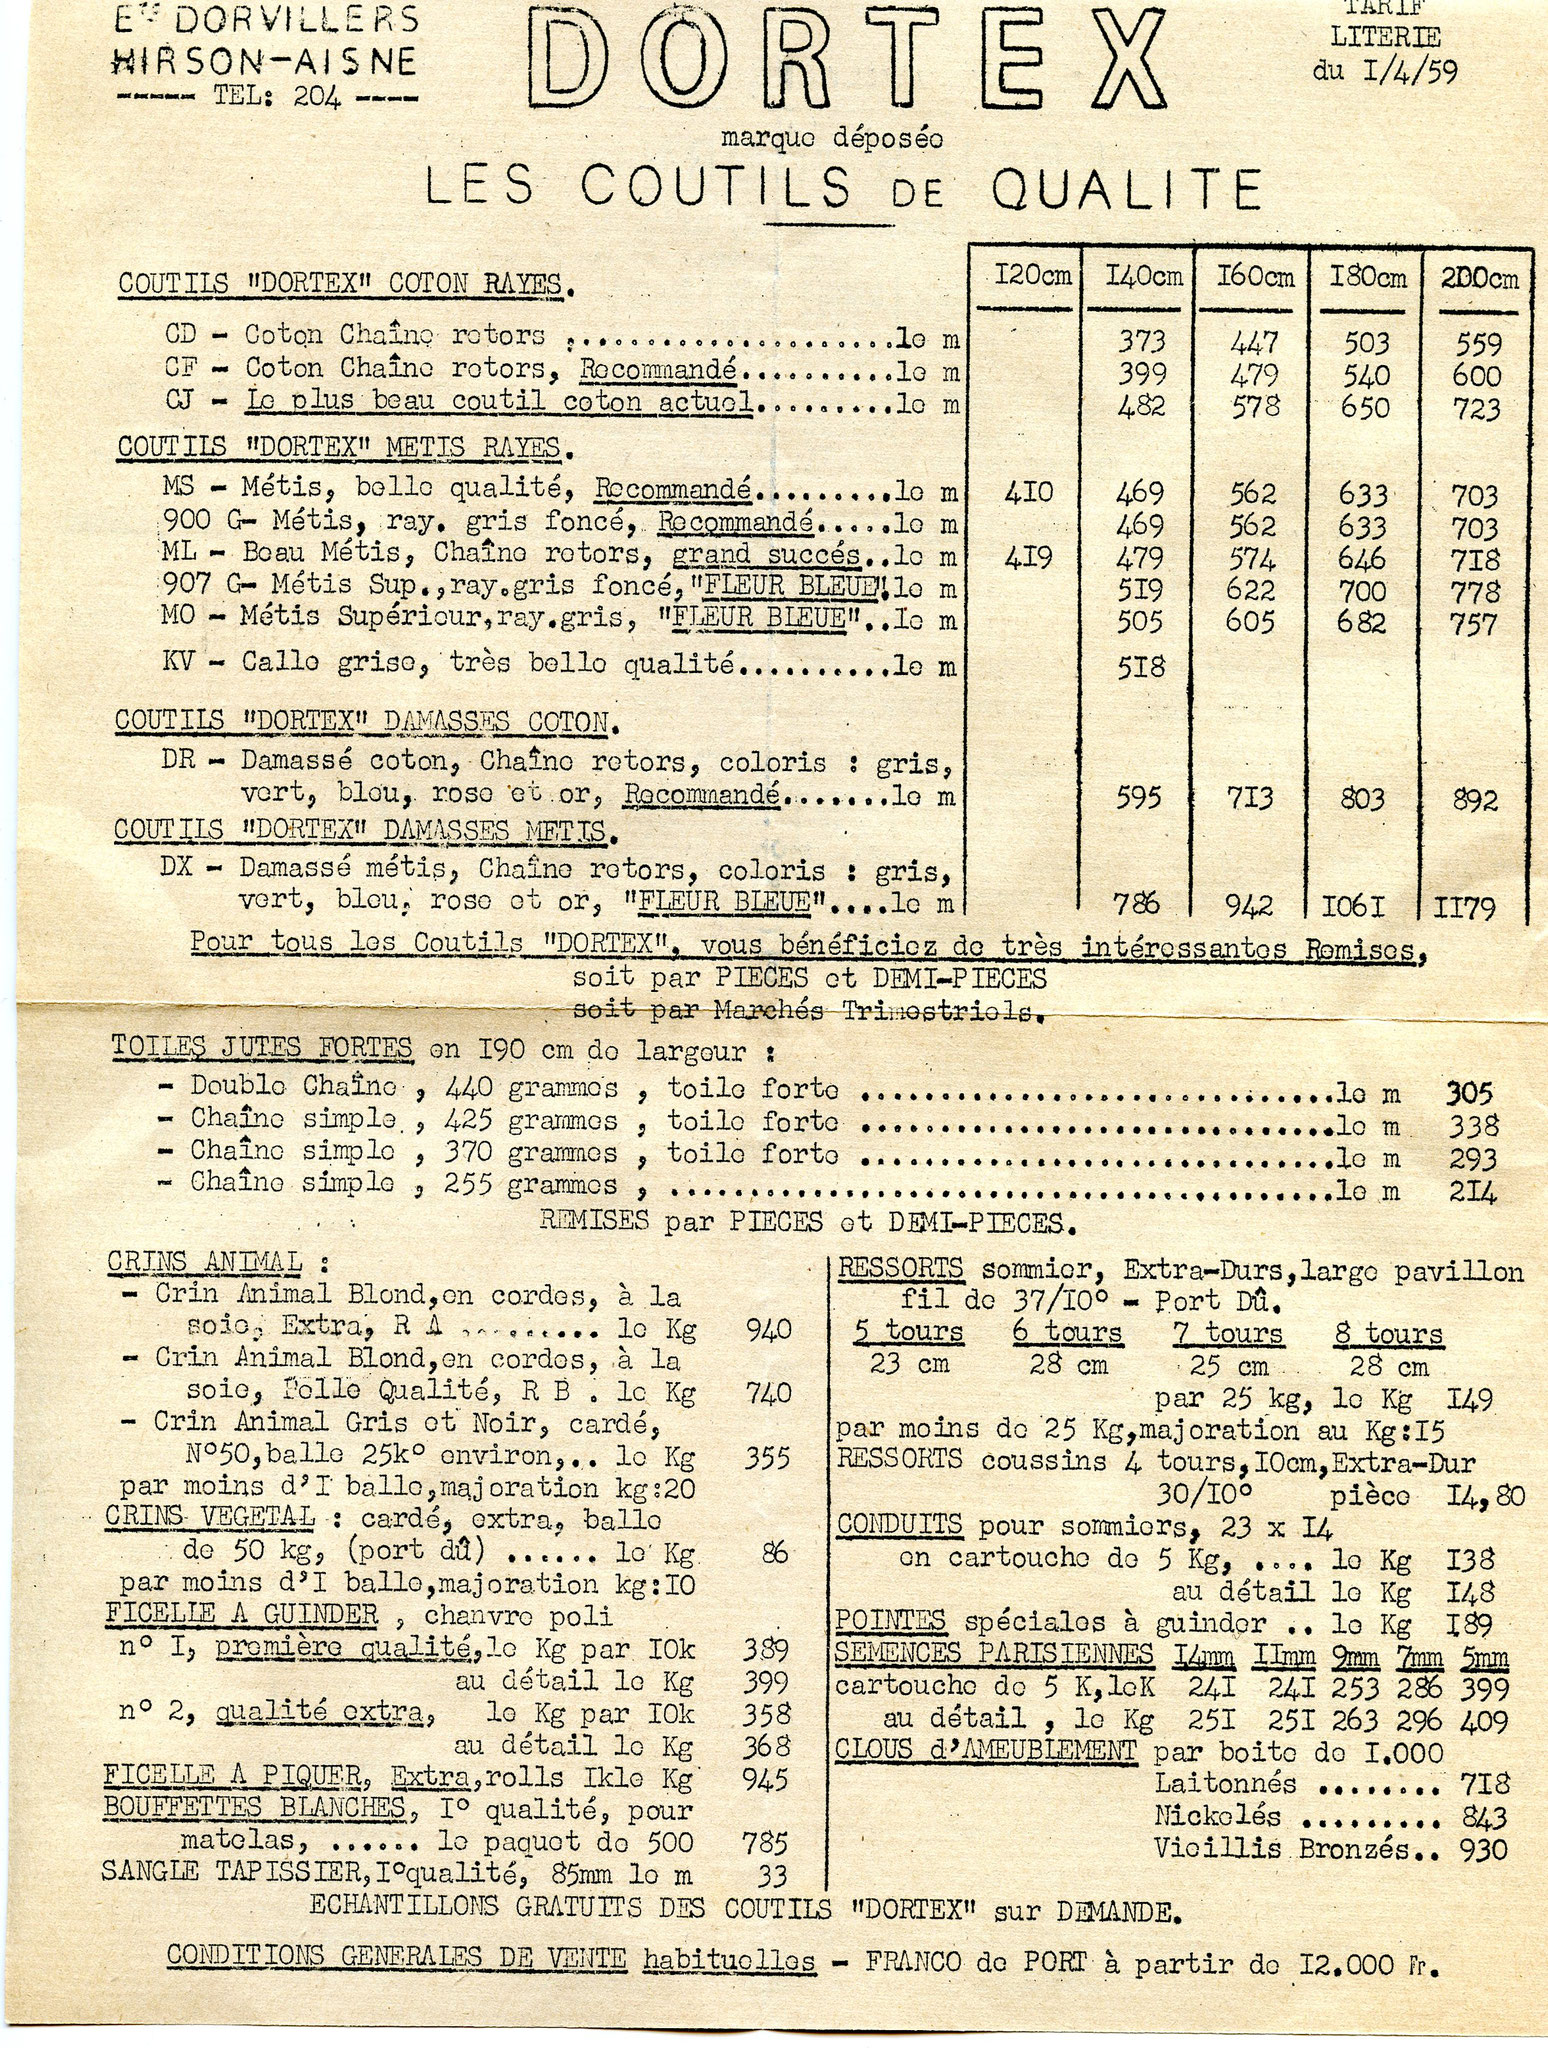 Ets DORVILLERS
HIRSON-AISNE
----- TEL: 204 ----
DORTEX
marque déposée
TARIF
LITERIE
du I/4/59
LES COUTILS DE QUALITE
I20cm I40cm I60cm I80cm 200cm
COUTILS "DORTEX" COTON RAYES.
CD - Coton Chaîne retors ......................le m 373 447 503 559
CF - Coton Chaîne retors, Recommandé..........le m 399 479 540 600
CJ - Le plus beau coutil coton actuel.........le m 482 578 650 723
COUTILS "DORTEX" METIS RAYES.
MS - Métis, belle qualité, Recommandé.........le m 4I0 469 562 633 703
900 G- Métis, ray. gris foncé, Recommandé.....le m 469 562 633 703
ML - Beau Métis, Chaîne retors, grand succés..le m 4I9 479 574 646 7I8
907 G- Métis Sup.,ray.gris foncé,"FLEUR BLEUE".le m 5I9 622 700 778
MO - Métis Supérieur,ray.gris, "FLEUR BLEUE"..le m 505 605 682 757
KV - Calle grise, très belle qualité..........le m 5I8
COUTILS "DORTEX" DAMASSES COTON.
DR - Damassé coton, Chaîne retors, coloris : gris,
vert, bleu, rose et or, Recommandé.......le m 595 7I3 803 892
COUTILS "DORTEX" DAMASSES METIS.
DX - Damassé métis, Chaîne retors, coloris : gris,
vert, bleu, rose et or, "FLEUR BLEUE"....le m 786 942 I06I II79
Pour tous les Coutils "DORTEX", vous bénéficiez de très intéressantes Remises,
soit par PIECES et DEMI-PIECES
soit par Marchés Trimestriels.
TOILES JUTES FORTES en I90 cm de largeur :
- Double Chaîne , 440 grammes , toile forte ...............................le m 305
- Chaîne simple , 425 grammes , toile forte ...............................le m 338
- Chaîne simple , 370 grammes , toile forte ...............................le m 293
- Chaîne simple , 255 grammes , ...........................................le m 2I4
REMISES par PIECES et DEMI-PIECES.
CRINS ANIMAL :
- Crin Animal Blond,en cordes, à la
soie, Extra, R A ......... le Kg 940
- Crin Animal Blond,en cordes, à la
soie, Belle Qualité, R B . le Kg 740
- Crin Animal Gris et Noir, cardé,
N°50,balle 25k° environ,.. le Kg 355
par moins d'I balle,majoration kg:20
CRINS VEGETAL : cardé, extra, balle
de 50 kg, (port dû) ...... le Kg 86
par moins d'I balle,majoration kg:I0
FICELLE A GUINDER , chanvre poli
n° I, première qualité,le Kg par I0k 389
au détail le Kg 399
n° 2, qualité extra, le Kg par I0k 358
au détail le Kg 368
FICELLE A PIQUER, Extra,rolls Ikle Kg 945
BOUFFETTES BLANCHES, I° qualité, pour
matelas, ...... le paquet de 500 785
SANGLE TAPISSIER,I°qualité, 85mm le m 33
RESSORTS sommier, Extra-Durs,large pavillon
fil de 37/I0° - Port Dû.
5 tours 6 tours 7 tours 8 tours
23 cm 28 cm 25 cm 28 cm
par 25 kg, le Kg I49
par moins de 25 Kg,majoration au Kg:I5
RESSORTS coussins 4 tours,I0cm,Extra-Dur
30/I0° pièce I4,80
CONDUITS pour sommiers, 23 x I4
en cartouche de 5 Kg, .... le Kg I38
au détail le Kg I48
POINTES spéciales à guinder .. le Kg I89
SEMENCES PARISIENNES I4mm IImm 9mm 7mm 5mm
cartouche de 5 K,leK 24I 24I 253 286 399
au détail , le Kg 25I 25I 263 296 409
CLOUS d'AMEUBLEMENT par boite de I.000
Laitonnés ........ 7I8
Nickelés ......... 843
Vieillis Bronzés.. 930
ECHANTILLONS GRATUITS DES COUTILS "DORTEX" sur DEMANDE.
CONDITIONS GENERALES DE VENTE habituelles - FRANCO de PORT à partir de I2.000 Fr.